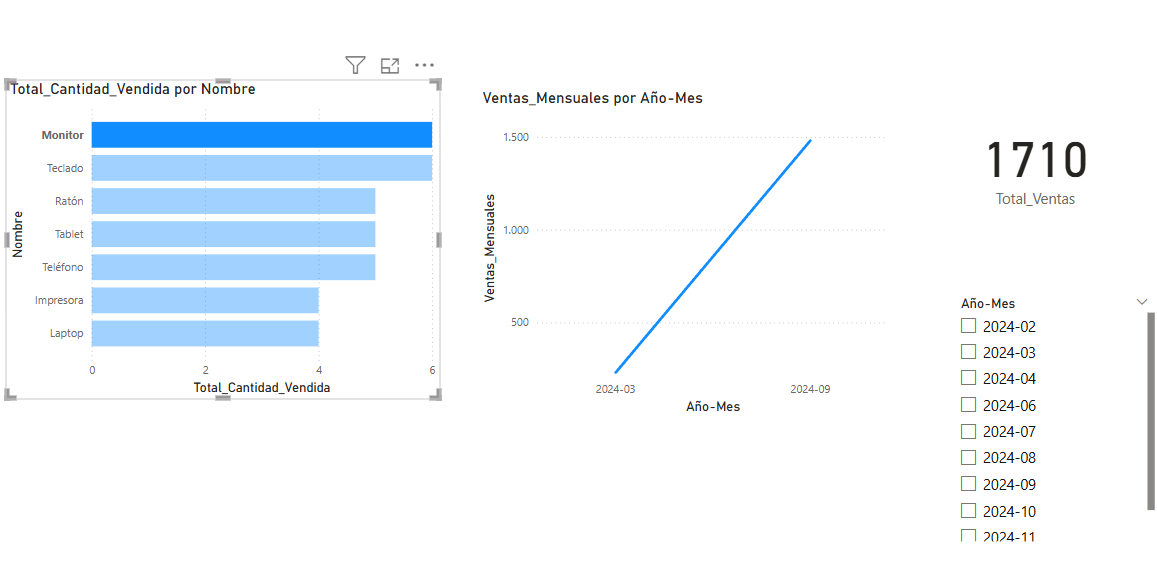 Total_Cantidad_Vendida por Nombre
Nombre
Monitor
Teclado
Ratón
Tablet
Teléfono
Impresora
Laptop
0 2 4 6
Total_Cantidad_Vendida
Ventas_Mensuales por Año-Mes
Ventas_Mensuales
1.500
1.000
500
2024-03 2024-09
Año-Mes
1710
Total_Ventas
Año-Mes
2024-02
2024-03
2024-04
2024-06
2024-07
2024-08
2024-09
2024-10
2024-11